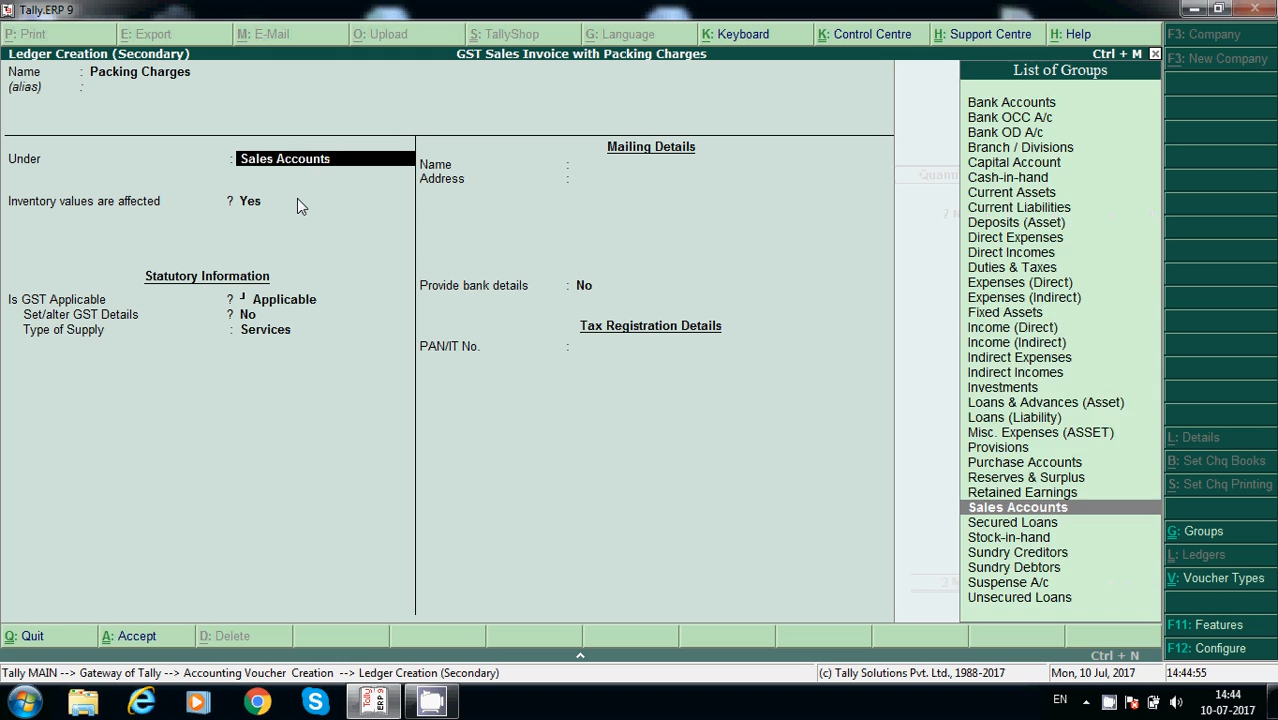 Tally.ERP 9
P: Print
E: Export
M: E-Mail
O: Upload
S: TallyShop
G: Language
K: Keyboard
K: Control Centre
H: Support Centre
H: Help
F3: Company
F3: New Company
Ledger Creation (Secondary)
GST Sales Invoice with Packing Charges
Ctrl + M
Name : Packing Charges
(alias) :
Under : Sales Accounts
Inventory values are affected ? Yes
Statutory Information
Is GST Applicable ? ┘ Applicable
Set/alter GST Details ? No
Type of Supply : Services
Mailing Details
Name :
Address :
Provide bank details : No
Tax Registration Details
PAN/IT No. :
List of Groups
Bank Accounts
Bank OCC A/c
Bank OD A/c
Branch / Divisions
Capital Account
Cash-in-hand
Current Assets
Current Liabilities
Deposits (Asset)
Direct Expenses
Direct Incomes
Duties & Taxes
Expenses (Direct)
Expenses (Indirect)
Fixed Assets
Income (Direct)
Income (Indirect)
Indirect Expenses
Indirect Incomes
Investments
Loans & Advances (Asset)
Loans (Liability)
Misc. Expenses (ASSET)
Provisions
Purchase Accounts
Reserves & Surplus
Retained Earnings
Sales Accounts
Secured Loans
Stock-in-hand
Sundry Creditors
Sundry Debtors
Suspense A/c
Unsecured Loans
L: Details
B: Set Chq Books
S: Set Chq Printing
G: Groups
L: Ledgers
V: Voucher Types
F11: Features
F12: Configure
Q: Quit
A: Accept
D: Delete
Ctrl + N
Tally MAIN --> Gateway of Tally --> Accounting Voucher Creation --> Ledger Creation (Secondary)
(c) Tally Solutions Pvt. Ltd., 1988-2017
Mon, 10 Jul, 2017
14:44:55
EN
14:44
10-07-2017